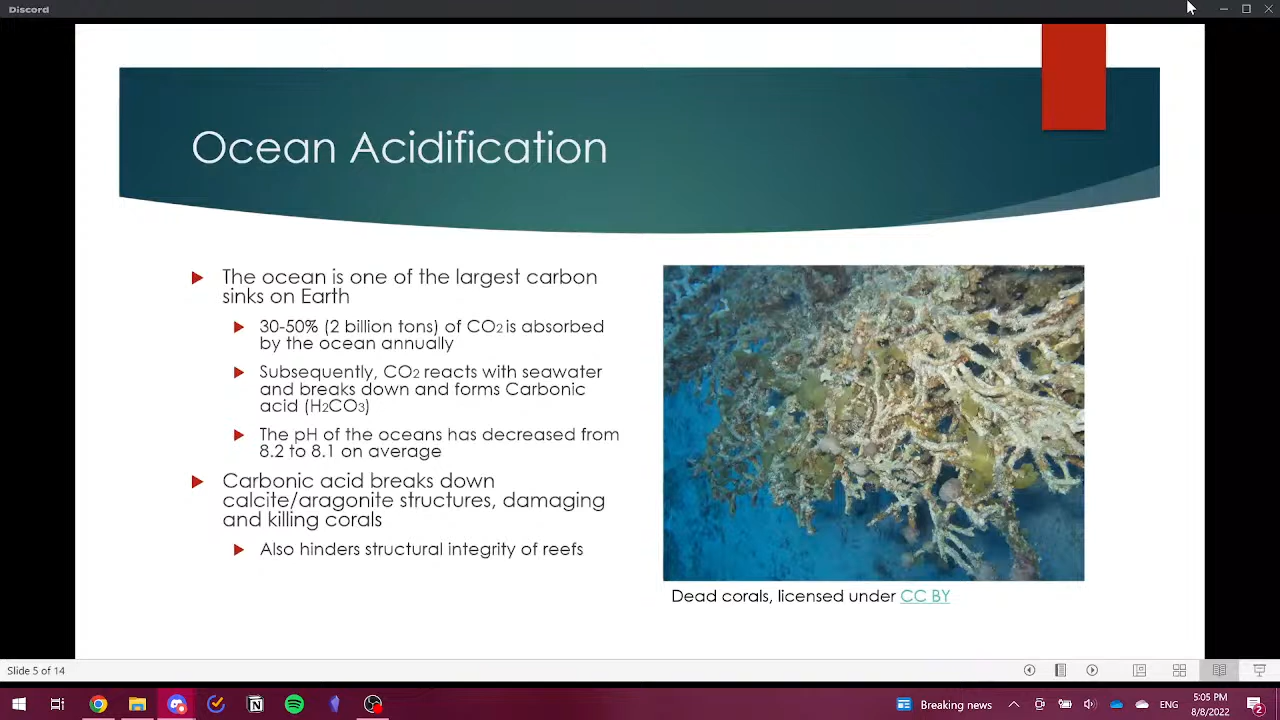 Discord
Ocean Acidification
The ocean is one of the largest carbon
sinks on Earth
30-50% (2 billion tons) of CO2 is absorbed
by the ocean annually
Subsequently, CO2 reacts with seawater
and breaks down and forms Carbonic
acid (H2CO3)
The pH of the oceans has decreased from
8.2 to 8.1 on average
Carbonic acid breaks down
calcite/aragonite structures, damaging
and killing corals
Also hinders structural integrity of reefs
Dead corals, licensed under CC BY
Slide 5 of 14
Breaking news
ENG
5:05 PM
8/8/2022
2